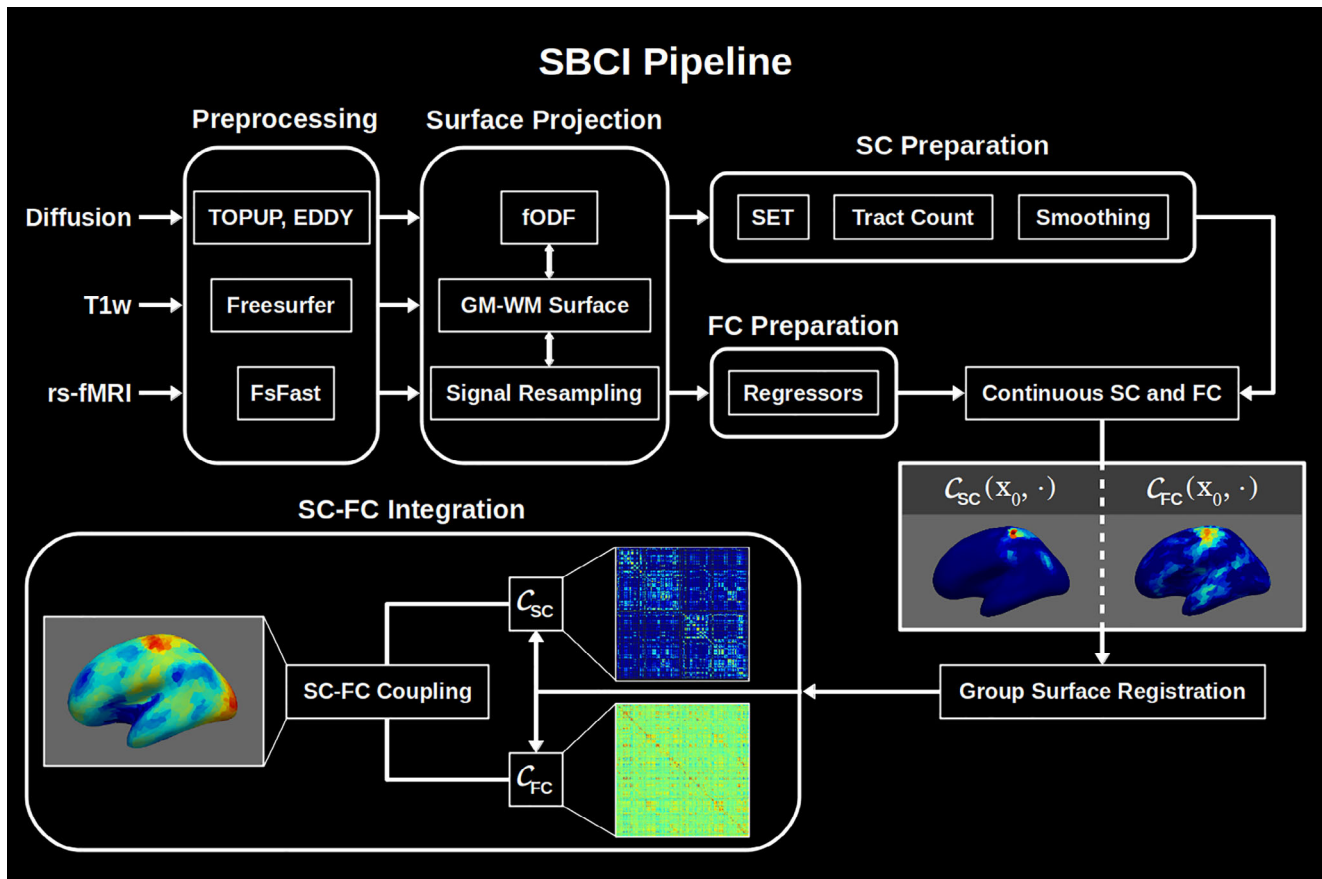 SBCI Pipeline
Preprocessing
Surface Projection
SC Preparation
Diffusion
TOPUP, EDDY
fODF
SET
Tract Count
Smoothing
T1w
Freesurfer
GM-WM Surface
FC Preparation
rs-fMRI
FsFast
Signal Resampling
Regressors
Continuous SC and FC
𝒞SC(x0, ·)
𝒞FC(x0, ·)
SC-FC Integration
𝒞SC
SC-FC Coupling
Group Surface Registration
𝒞FC